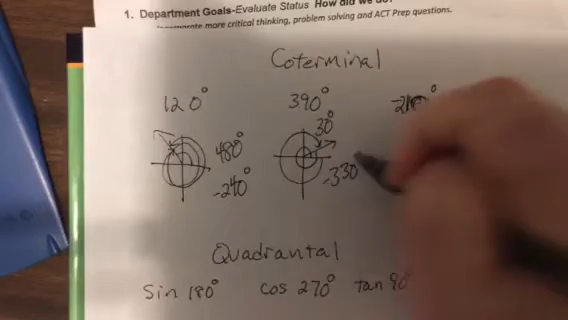 1. Department Goals-Evaluate Status How did we do?
more critical thinking, problem solving and ACT Prep questions.
Coterminal
120° 390°
30°
480°
-240° -330
Quadrantal
Sin 180° cos 270° tan 90°